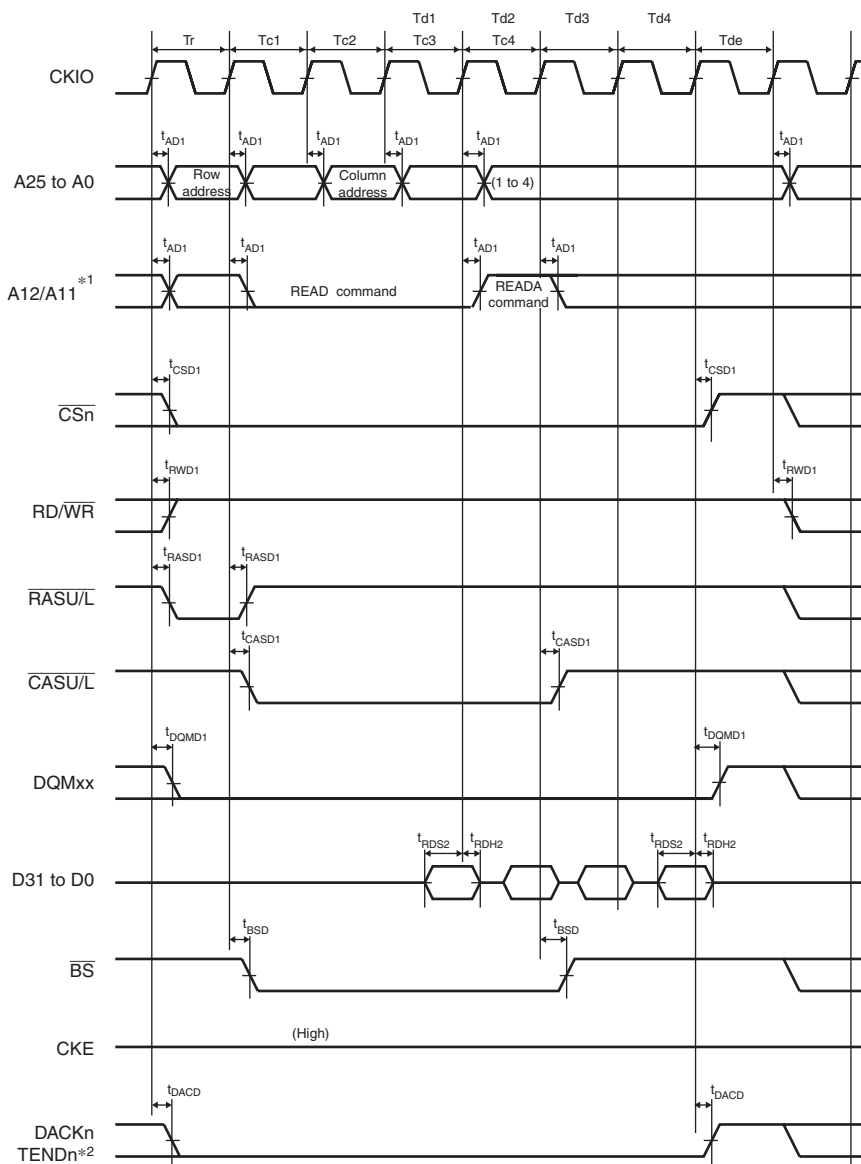 Td1 Td2 Td3 Td4
Tr Tc1 Tc2 Tc3 Tc4 Tde
CKIO
tAD1 tAD1 tAD1 tAD1 tAD1 tAD1
A25 to A0
Row address
Column address
(1 to 4)
tAD1 tAD1 tAD1 tAD1
A12/A11*1
READ command
READA command
tCSD1 tCSD1
CSn
tRWD1 tRWD1
RD/WR
tRASD1 tRASD1
RASU/L
tCASD1 tCASD1
CASU/L
tDQMD1 tDQMD1
DQMxx
tRDS2 tRDH2 tRDS2 tRDH2
D31 to D0
tBSD tBSD
BS
(High)
CKE
tDACD tDACD
DACKn
TENDn*2